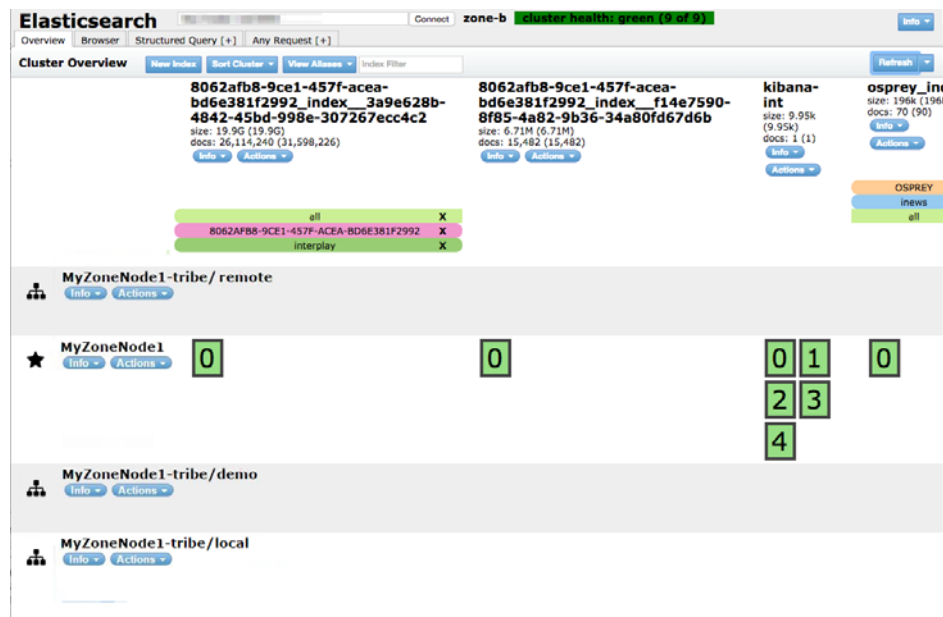 Elasticsearch
Connect
zone-b
cluster health: green (9 of 9)
Info
Overview
Browser
Structured Query [+]
Any Request [+]
Cluster Overview
New Index
Sort Cluster
View Aliases
Index Filter
Refresh
8062afb8-9ce1-457f-acea-
bd6e381f2992_index__3a9e628b-
4842-45bd-998e-307267ecc4c2
size: 19.9G (19.9G)
docs: 26,114,240 (31,598,226)
Info
Actions
8062afb8-9ce1-457f-acea-
bd6e381f2992_index__f14e7590-
8f85-4a82-9b36-34a80fd67d6b
size: 6.71M (6.71M)
docs: 15,482 (15,482)
Info
Actions
kibana-
int
size: 9.95k
(9.95k)
docs: 1 (1)
Info
Actions
osprey_ind
size: 196k (196k
docs: 70 (90)
Info
Actions
OSPREY
inews
all
all X
8062AFB8-9CE1-457F-ACEA-BD6E381F2992 X
interplay X
MyZoneNode1-tribe/remote
Info
Actions
MyZoneNode1
Info
Actions
0
0
0 1
2 3
4
0
MyZoneNode1-tribe/demo
Info
Actions
MyZoneNode1-tribe/local
Info
Actions